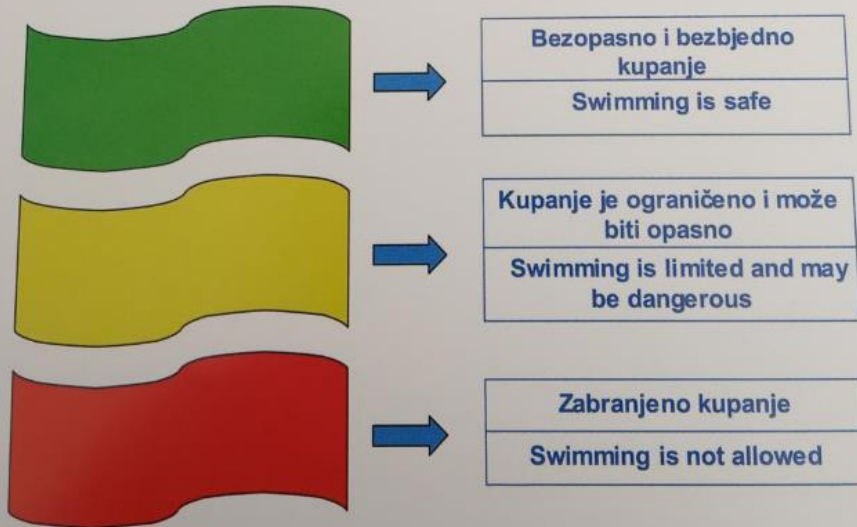 Bezopasno i bezbjedno
kupanje
Swimming is safe
Kupanje je ograničeno i može
biti opasno
Swimming is limited and may
be dangerous
Zabranjeno kupanje
Swimming is not allowed